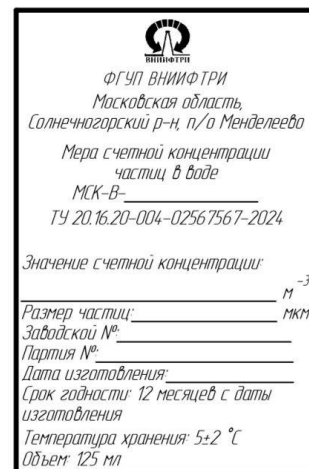 ВНИИФТРИ
ФГУП ВНИИФТРИ
Московская область,
Солнечногорский р-н, п/о Менделеево
Мера счетной концентрации
частиц в воде
МСК-В-
ТУ 20.16.20-004-02567567-2024
Значение счетной концентрации:
м⁻³
Размер частиц: мкм
Заводской №:
Партия №:
Дата изготовления:
Срок годности: 12 месяцев с даты
изготовления
Температура хранения: 5±2 °С
Объем: 125 мл